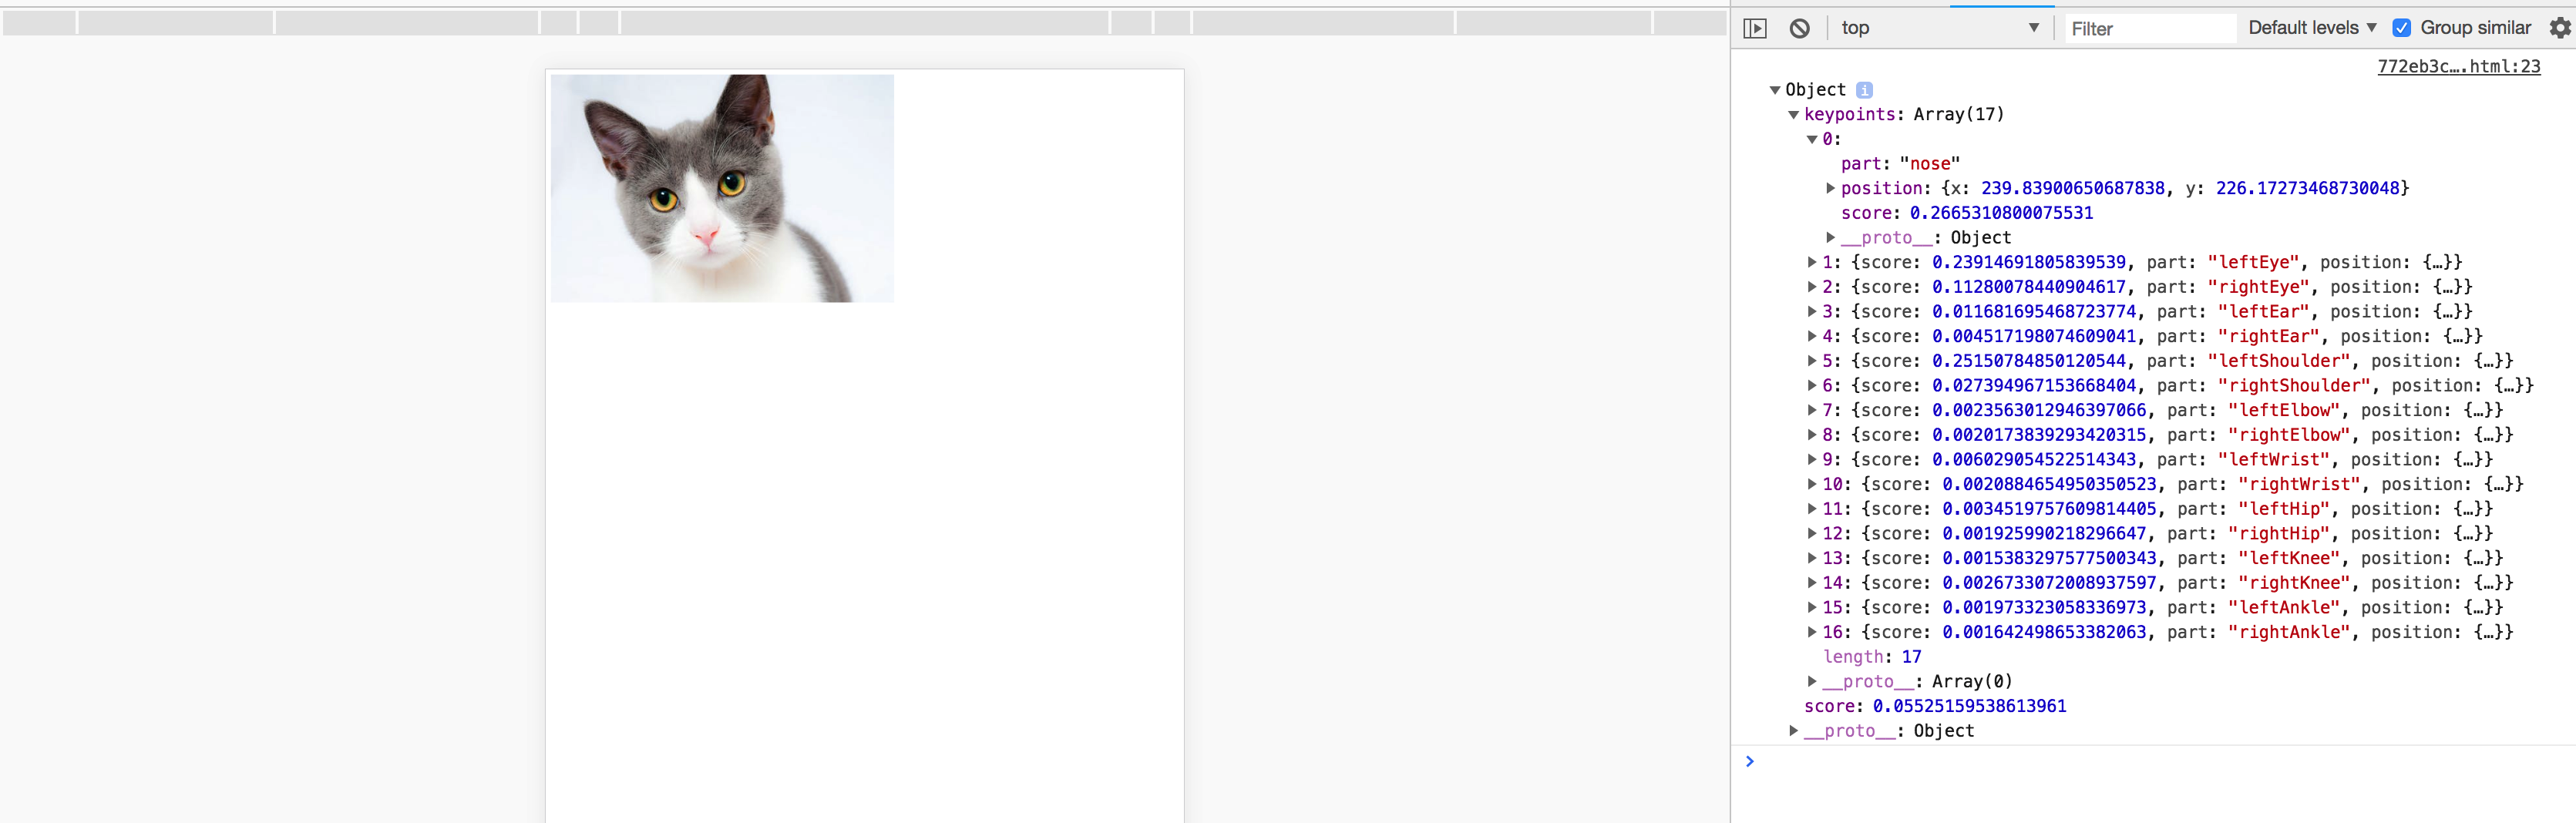 top Filter Default levels Group similar
772eb3c….html:23
Object i
keypoints: Array(17)
0:
part: "nose"
position: {x: 239.83900650687838, y: 226.17273468730048}
score: 0.2665310800075531
__proto__: Object
1: {score: 0.23914691805839539, part: "leftEye", position: {…}}
2: {score: 0.11280078440904617, part: "rightEye", position: {…}}
3: {score: 0.011681695468723774, part: "leftEar", position: {…}}
4: {score: 0.004517198074609041, part: "rightEar", position: {…}}
5: {score: 0.25150784850120544, part: "leftShoulder", position: {…}}
6: {score: 0.027394967153668404, part: "rightShoulder", position: {…}}
7: {score: 0.0023563012946397066, part: "leftElbow", position: {…}}
8: {score: 0.00201738392934​20315, part: "rightElbow", position: {…}}
9: {score: 0.006029054522514343, part: "leftWrist", position: {…}}
10: {score: 0.0020884654950350523, part: "rightWrist", position: {…}}
11: {score: 0.0034519757609814405, part: "leftHip", position: {…}}
12: {score: 0.001925990218296647, part: "rightHip", position: {…}}
13: {score: 0.0015383297577500343, part: "leftKnee", position: {…}}
14: {score: 0.0026733072008937597, part: "rightKnee", position: {…}}
15: {score: 0.001973323058336973, part: "leftAnkle", position: {…}}
16: {score: 0.001642498653382063, part: "rightAnkle", position: {…}}
length: 17
__proto__: Array(0)
score: 0.05525159538613961
__proto__: Object